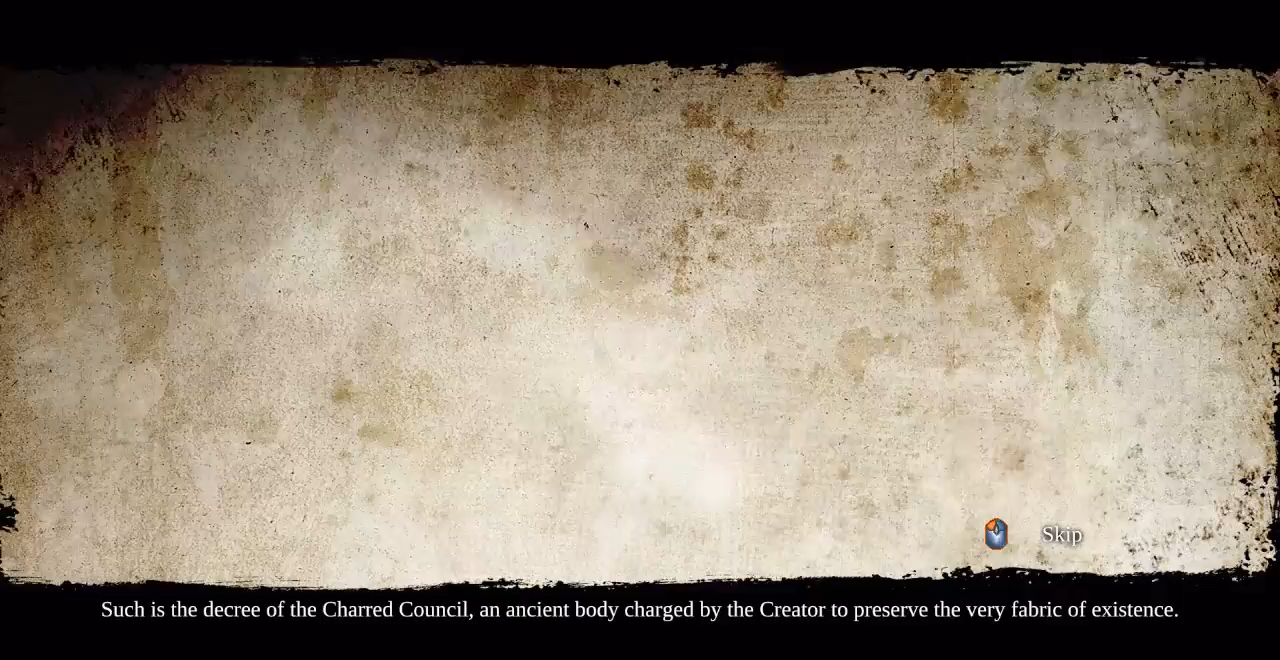 Skip
Such is the decree of the Charred Council, an ancient body charged by the Creator to preserve the very fabric of existence.